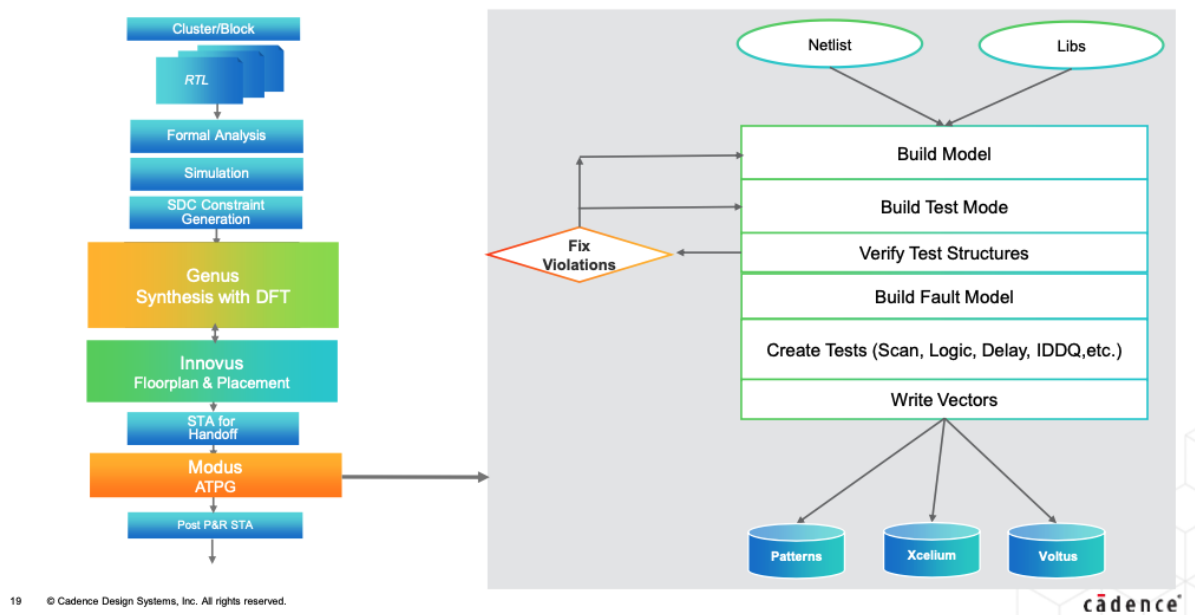 Cluster/Block
RTL
Formal Analysis
Simulation
SDC Constraint
Generation
Genus
Synthesis with DFT
Innovus
Floorplan & Placement
STA for
Handoff
Modus
ATPG
Post P&R STA
Netlist
Libs
Build Model
Build Test Mode
Verify Test Structures
Build Fault Model
Create Tests (Scan, Logic, Delay, IDDQ,etc.)
Write Vectors
Fix
Violations
Patterns
Xcelium
Voltus
19
© Cadence Design Systems, Inc. All rights reserved.
cādence®